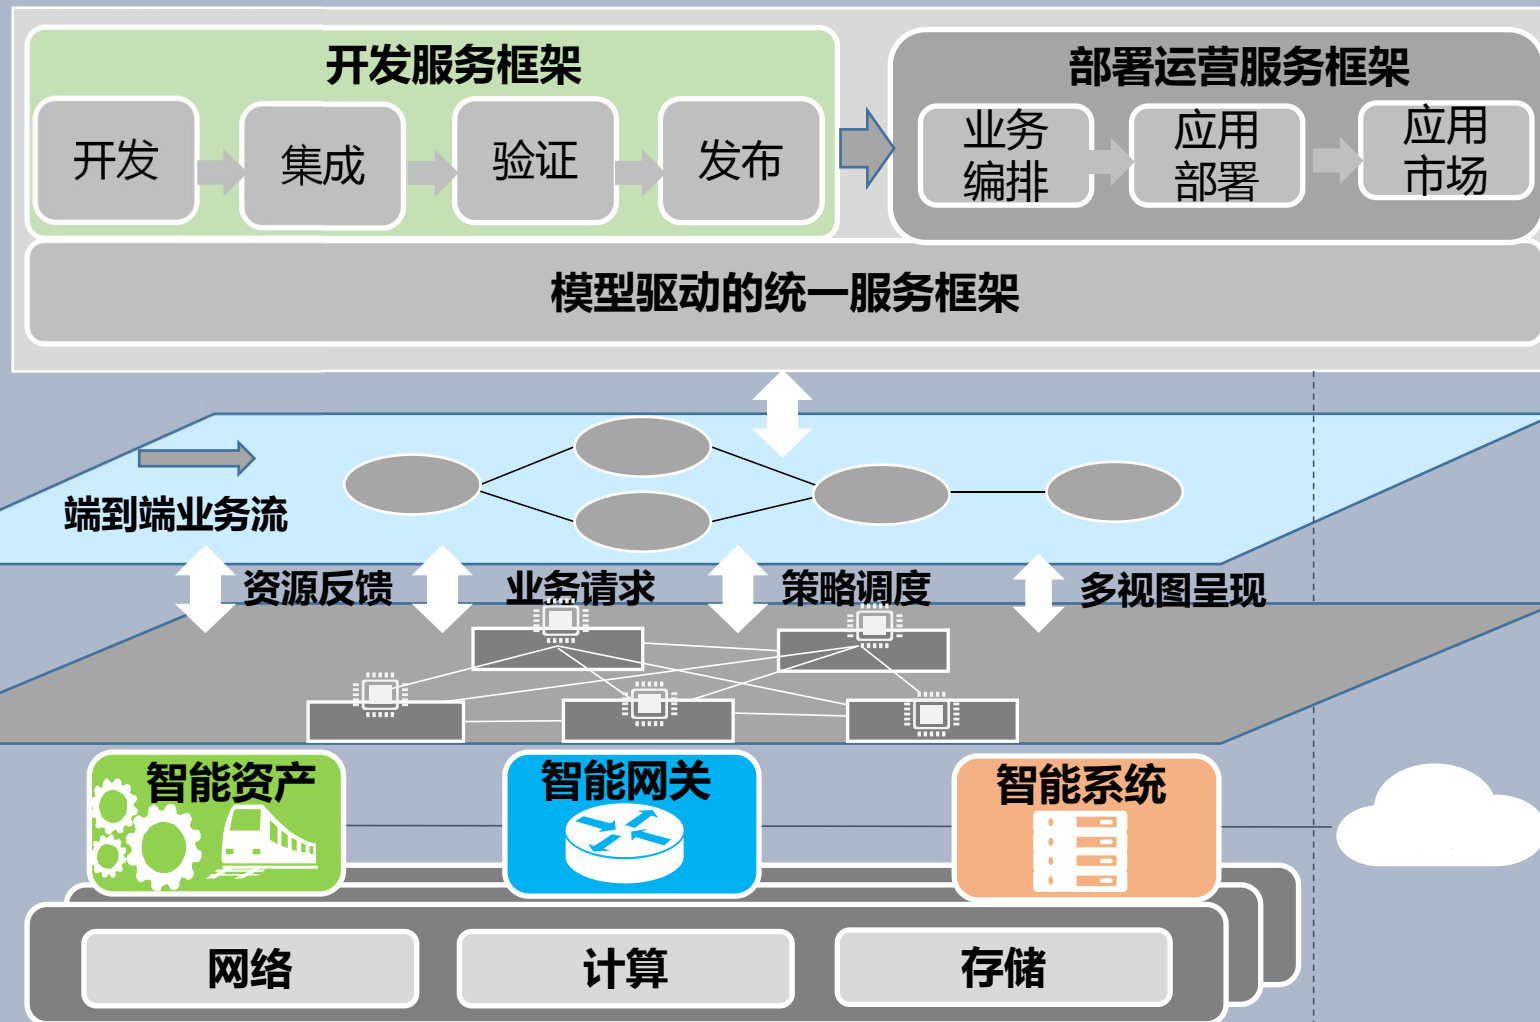 开发服务框架
部署运营服务框架
开发
集成
验证
发布
业务
编排
应用
部署
应用
市场
模型驱动的统一服务框架
端到端业务流
资源反馈
业务请求
策略调度
多视图呈现
智能资产
智能网关
智能系统
网络
计算
存储